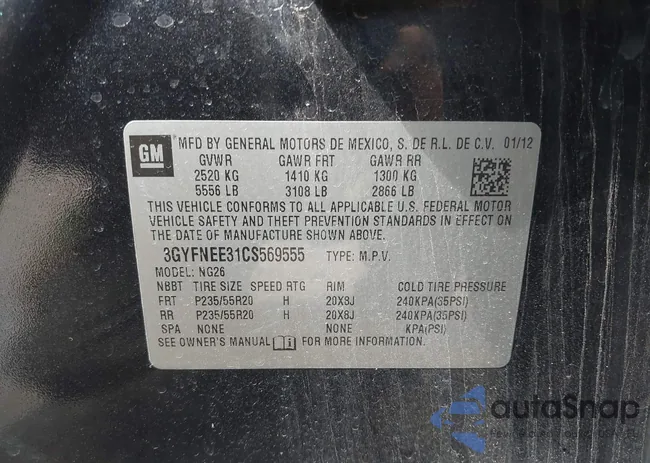 GM
MFD BY GENERAL MOTORS DE MEXICO, S. DE R.L. DE C.V. 01/12
GVWR GAWR FRT GAWR RR
2520 KG 1410 KG 1300 KG
5556 LB 3108 LB 2866 LB
THIS VEHICLE CONFORMS TO ALL APPLICABLE U.S. FEDERAL MOTOR
VEHICLE SAFETY AND THEFT PREVENTION STANDARDS IN EFFECT ON
THE DATE OF MANUFACTURE SHOWN ABOVE.
3GYFNEE31CS569555 TYPE: M.P.V.
MODEL: NG26
NBBT TIRE SIZE SPEED RTG RIM COLD TIRE PRESSURE
FRT P235/55R20 H 20X8J 240KPA(35PSI)
RR P235/55R20 H 20X8J 240KPA(35PSI)
SPA NONE NONE KPA(PSI)
SEE OWNER'S MANUAL FOR MORE INFORMATION.
autaSnap